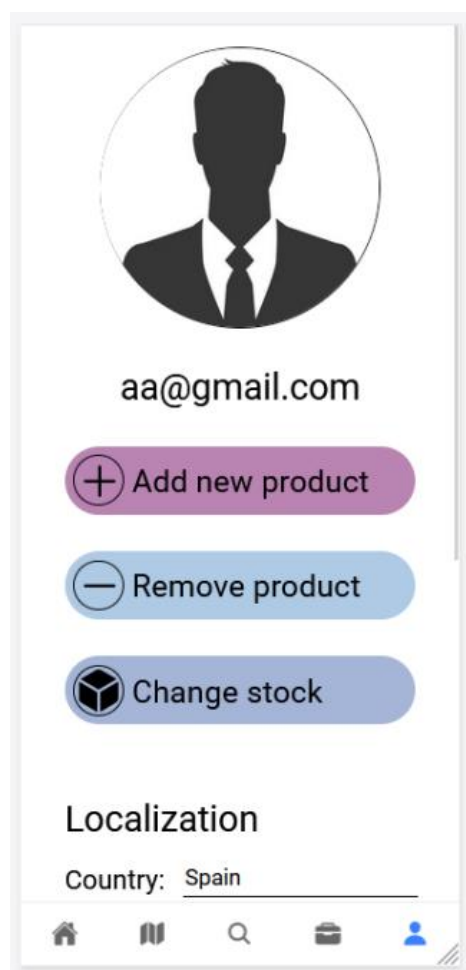 aa@gmail.com
Add new product
Remove product
Change stock
Localization
Country: Spain